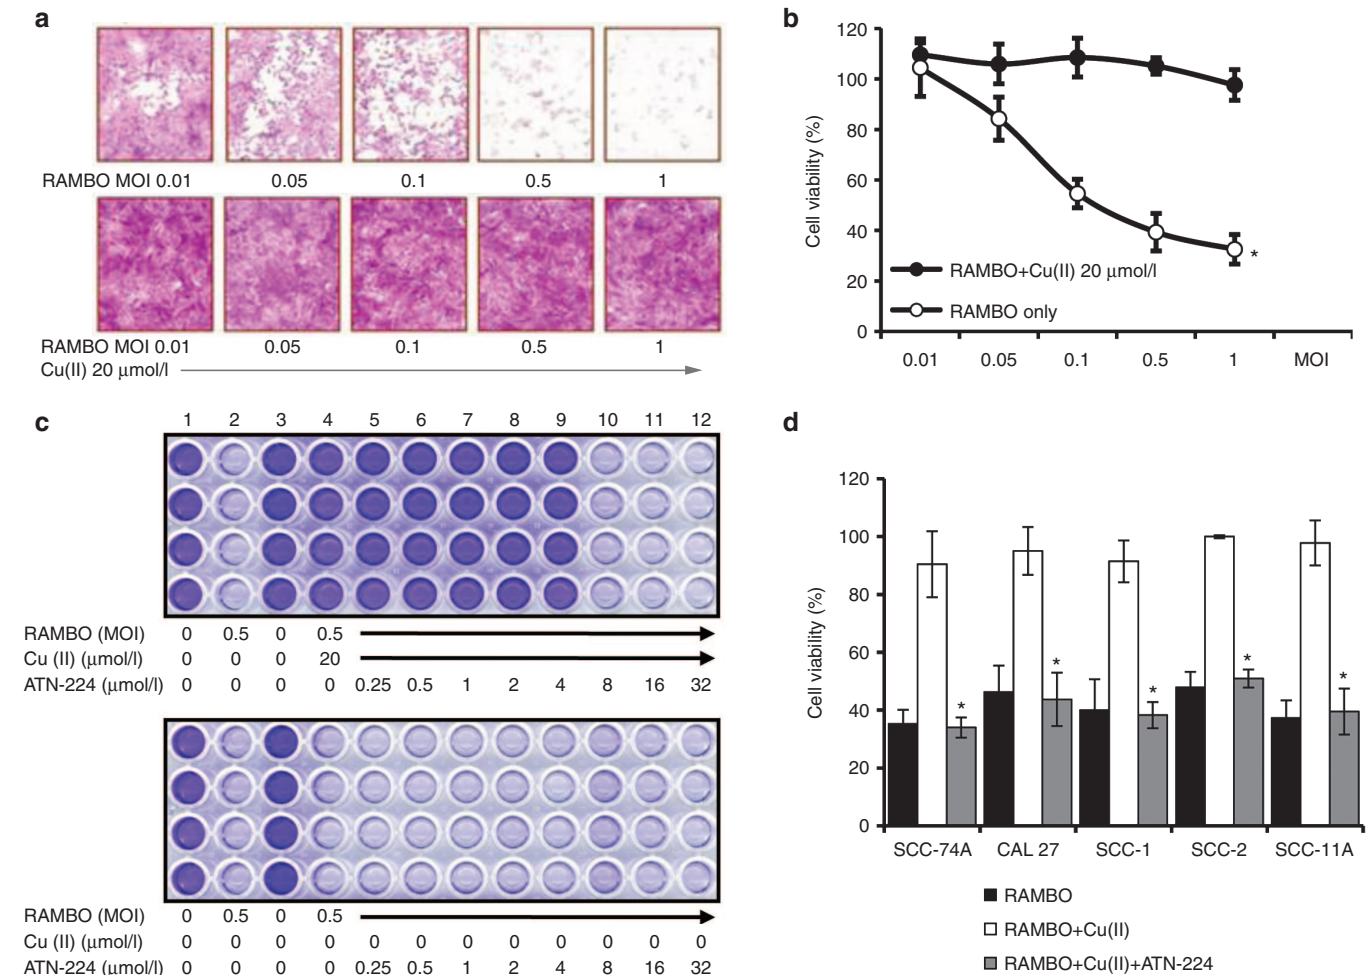 a
RAMBO MOI 0.01 0.05 0.1 0.5 1
RAMBO MOI 0.01 0.05 0.1 0.5 1
Cu(II) 20 μmol/l
b
120
100
80
60
40
20
0
Cell viability (%)
*
RAMBO+Cu(II) 20 μmol/l
RAMBO only
0.01 0.05 0.1 0.5 1 MOI
c
1 2 3 4 5 6 7 8 9 10 11 12
RAMBO (MOI) 0 0.5 0 0.5
Cu (II) (μmol/l) 0 0 0 20
ATN-224 (μmol/l) 0 0 0 0 0.25 0.5 1 2 4 8 16 32
RAMBO (MOI) 0 0.5 0 0.5
Cu (II) (μmol/l) 0 0 0 0 0 0 0 0 0 0 0 0
ATN-224 (μmol/l) 0 0 0 0 0.25 0.5 1 2 4 8 16 32
d
120
100
80
60
40
20
0
Cell viability (%)
* * * * *
SCC-74A CAL 27 SCC-1 SCC-2 SCC-11A
RAMBO
RAMBO+Cu(II)
RAMBO+Cu(II)+ATN-224